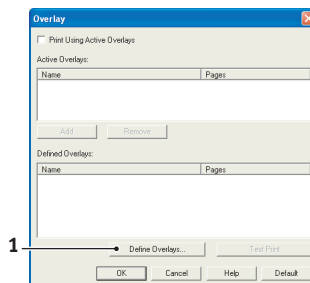 Overlay
Print Using Active Overlays
Active Overlays:
Name Pages
Add Remove
Defined Overlays:
Name Pages
1 Define Overlays... Test Print
OK Cancel Help Default